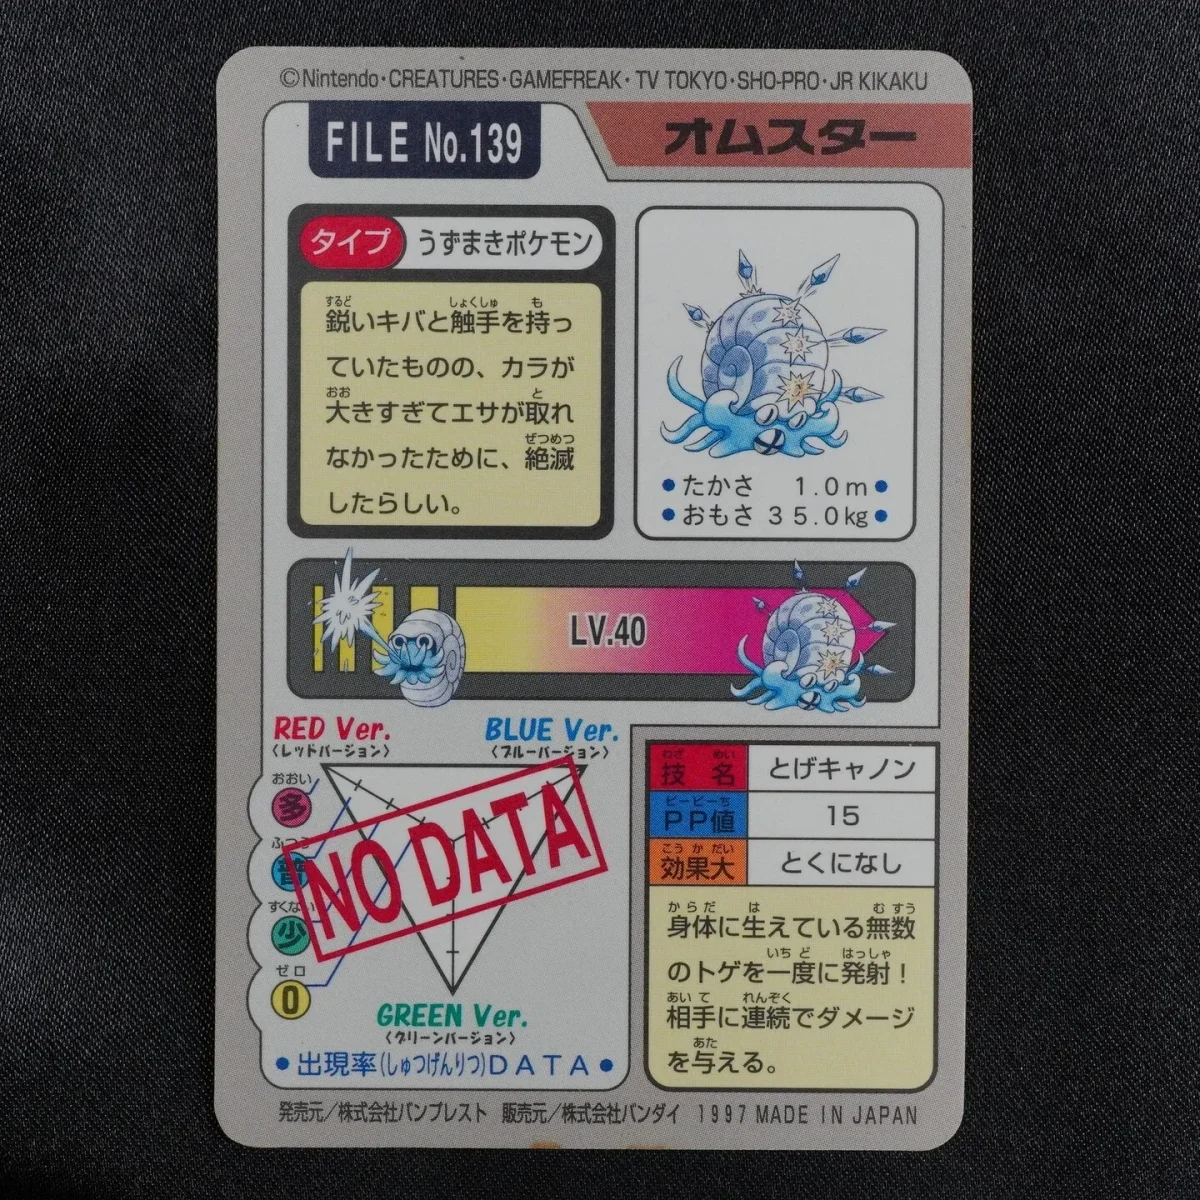 ©Nintendo・CREATURES・GAMEFREAK・TV TOKYO・SHO-PRO・JR KIKAKU
FILE No.139
オムスター
タイプ うずまきポケモン
するど しょくしゅ も
鋭いキバと触手を持っ
ていたものの、カラが
おお と
大きすぎてエサが取れ
ぜつめつ
なかったために、絶滅
したらしい。
●たかさ 1.0m●
●おもさ 35.0kg●
LV.40
RED Ver.
〈レッドバージョン〉
BLUE Ver.
〈ブルーバージョン〉
おおい
多
ふつう
普
すくない
少
ゼロ
0
NO DATA
GREEN Ver.
〈グリーンバージョン〉
●出現率(しゅつげんりつ)DATA●
わざ めい
技名 とげキャノン
ピーピーち
PP値 15
こうかだい
効果大 とくになし
からだ は むすう
身体に生えている無数
いちど はっしゃ
のトゲを一度に発射！
あいて れんぞく
相手に連続でダメージ
あた
を与える。
発売元／株式会社バンプレスト 販売元／株式会社バンダイ 1997 MADE IN JAPAN